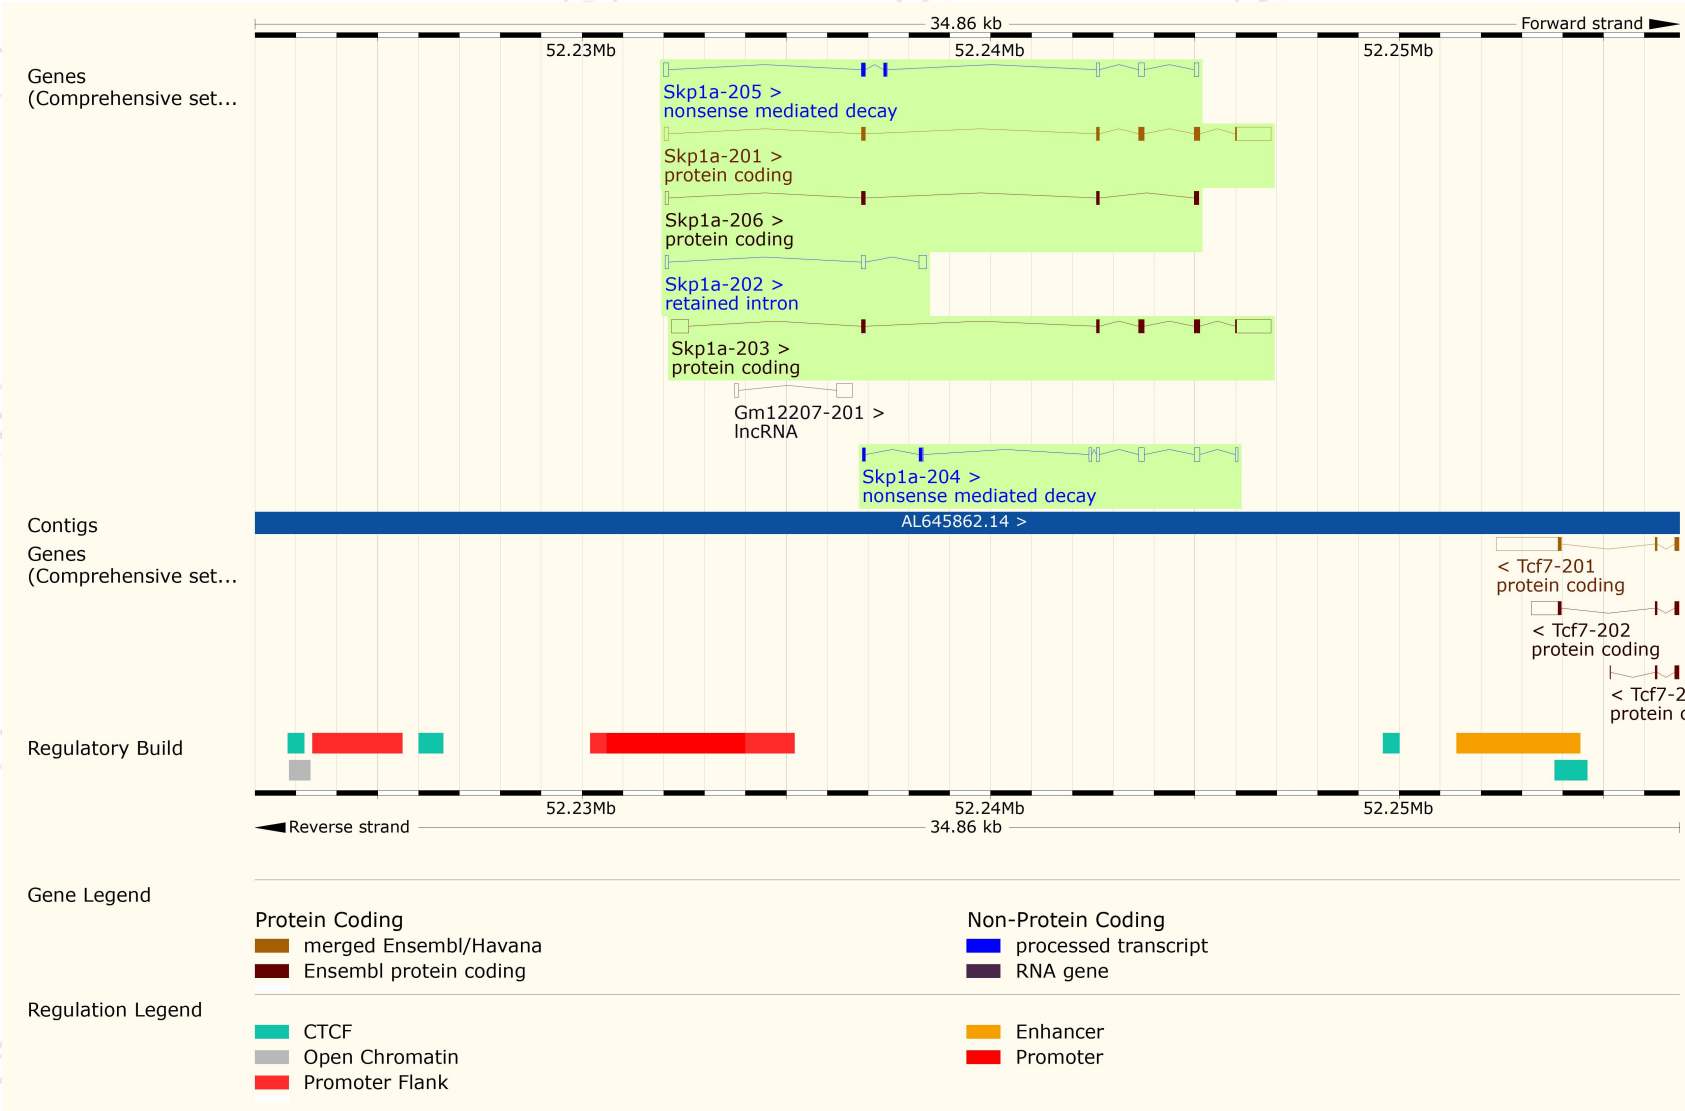 34.86 kb Forward strand
52.23Mb 52.24Mb 52.25Mb
Genes
(Comprehensive set...
Skp1a-205 >
nonsense mediated decay
Skp1a-201 >
protein coding
Skp1a-206 >
protein coding
Skp1a-202 >
retained intron
Skp1a-203 >
protein coding
Gm12207-201 >
lncRNA
Skp1a-204 >
nonsense mediated decay
Contigs
AL645862.14 >
Genes
(Comprehensive set...
< Tcf7-201
protein coding
< Tcf7-202
protein coding
< Tcf7-2
protein c
Regulatory Build
52.23Mb 52.24Mb 52.25Mb
Reverse strand 34.86 kb
Gene Legend
Protein Coding Non-Protein Coding
merged Ensembl/Havana processed transcript
Ensembl protein coding RNA gene
Regulation Legend
CTCF Enhancer
Open Chromatin Promoter
Promoter Flank